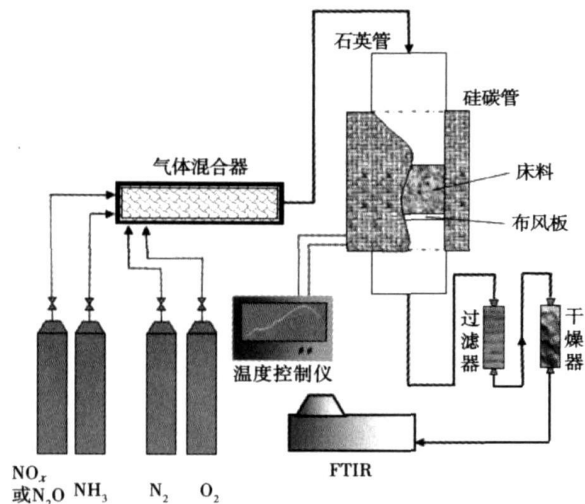 石英管
硅碳管
气体混合器
床料
布风板
过滤器
干燥器
温度控制仪
FTIR
NOx
或N2O NH3 N2 O2